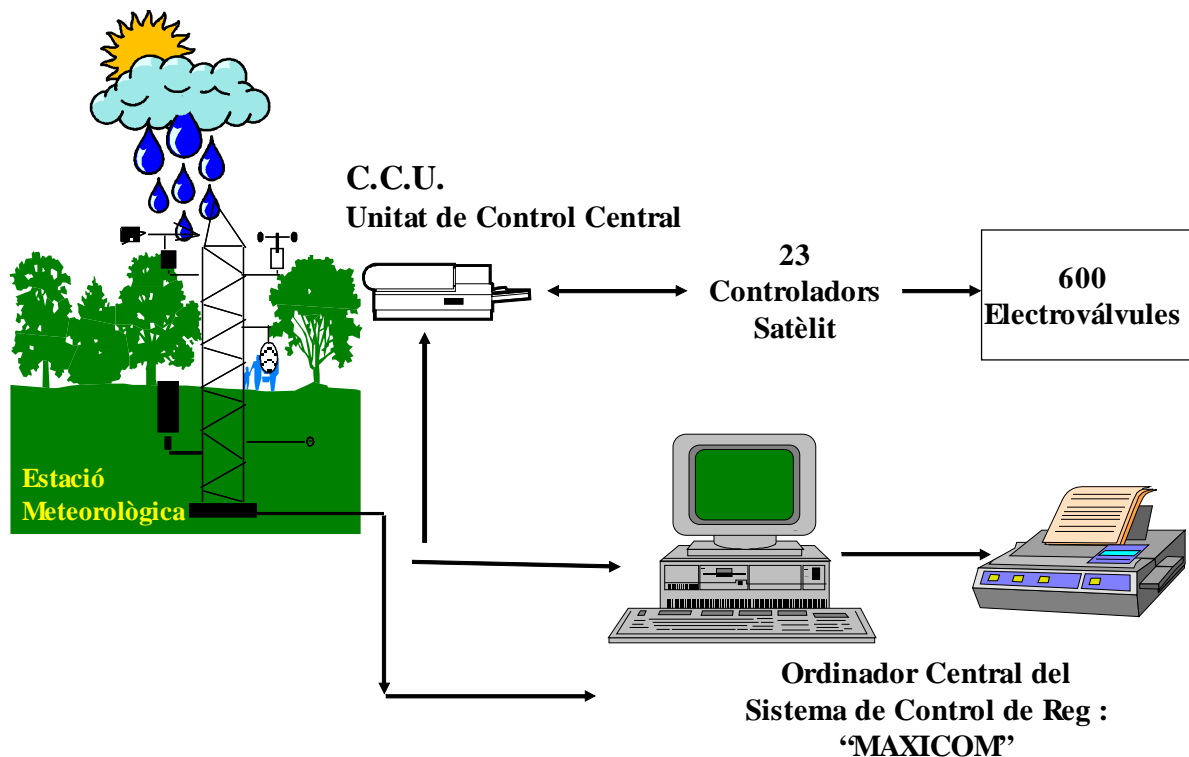 C.C.U.
Unitat de Control Central
23
Controladors
Satèlit
600
Electroválvules
Estació
Meteorològica
Ordinador Central del
Sistema de Control de Reg :
“MAXICOM”